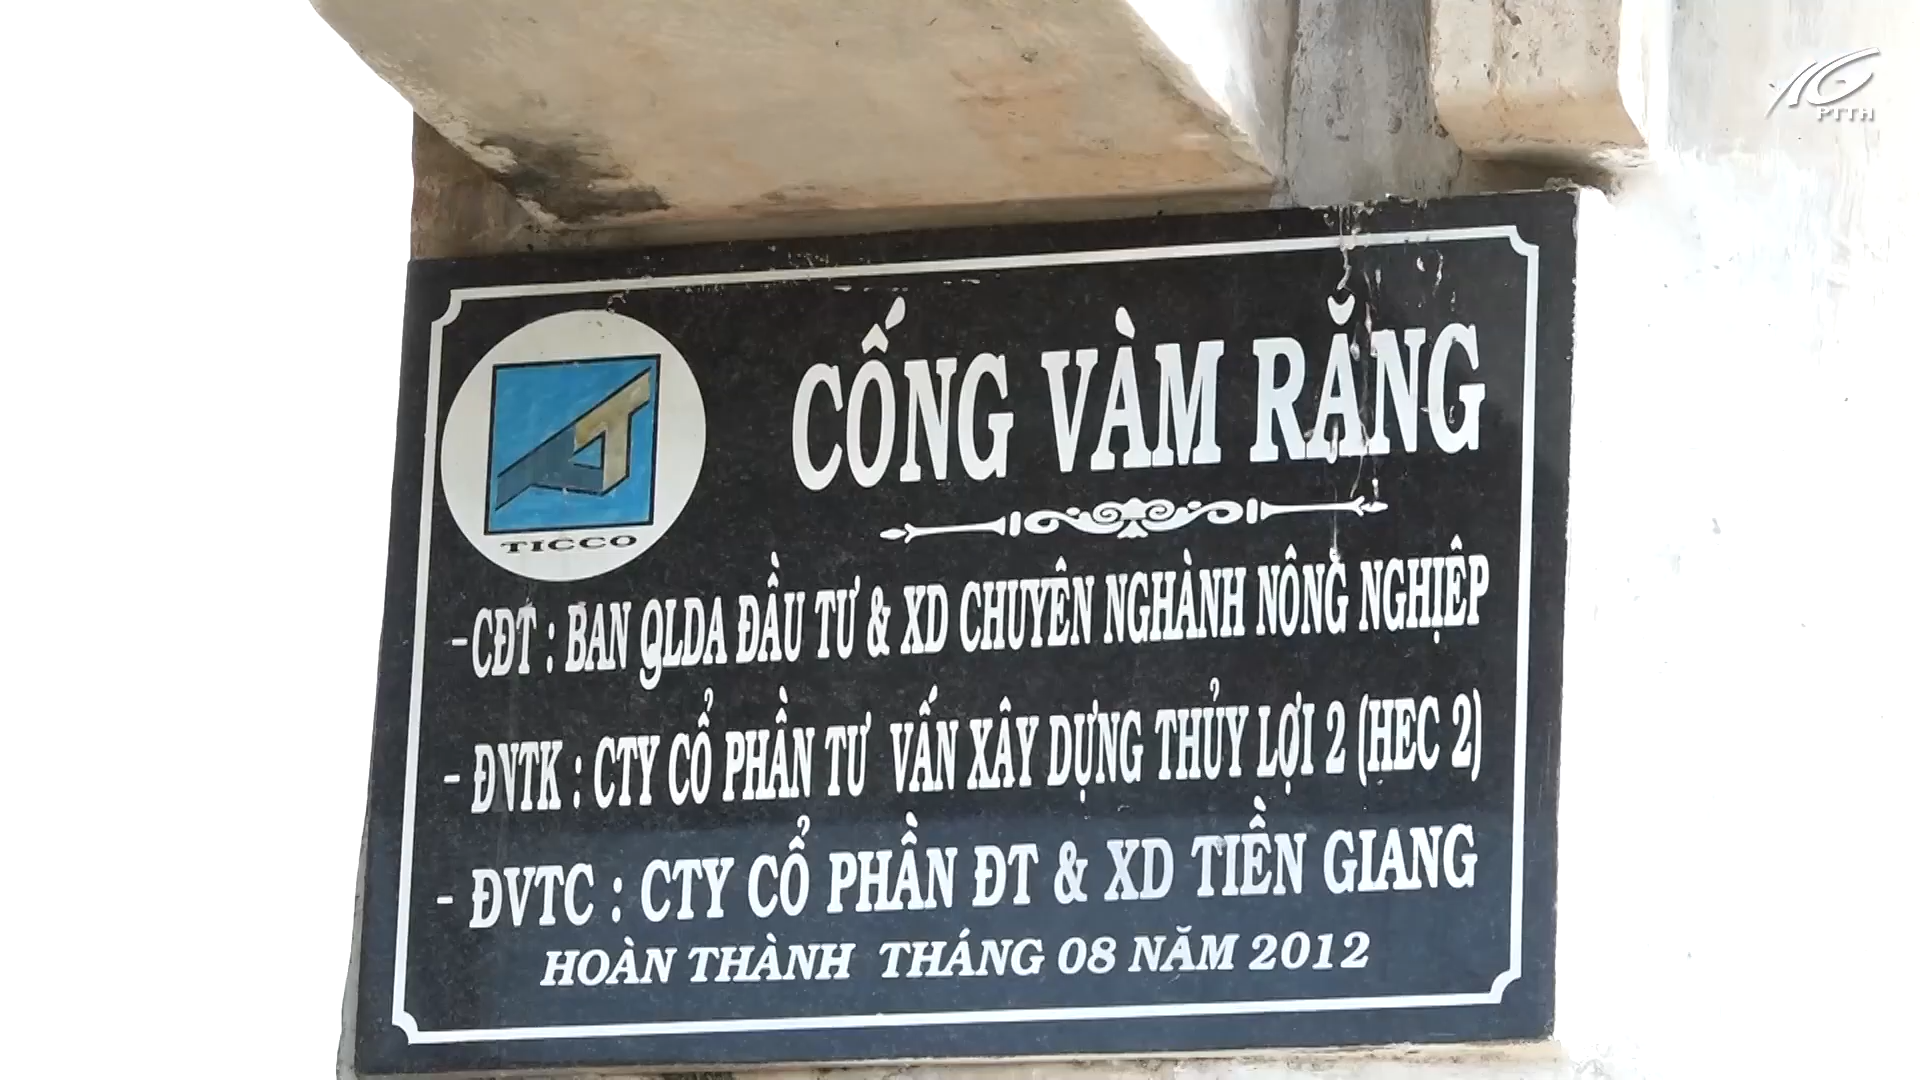 KG
PTTH
CỐNG VÀM RĂNG
TICCO
-CĐT : BAN QLDA ĐẦU TƯ & XD CHUYÊN NGHÀNH NÔNG NGHIỆP
- ĐVTK : CTY CỔ PHẦN TƯ VẤN XÂY DỰNG THỦY LỢI 2 (HEC 2)
- ĐVTC : CTY CỔ PHẦN ĐT & XD TIỀN GIANG
HOÀN THÀNH THÁNG 08 NĂM 2012